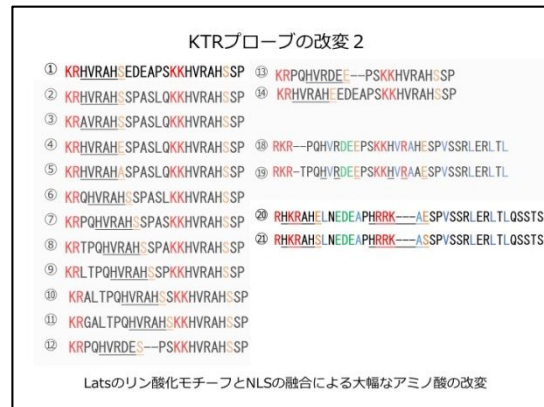 KTRプローブの改変2
① KRHVRAHSEDEAPSKKHVRAHSSP
② KRHVRAHSSPASLQKKHVRAHSSP
③ KRAVRAHSSPASLQKKHVRAHSSP
④ KRHVRAHESPASLQKKHVRAHSSP
⑤ KRHVRAHASPASLQKKHVRAHSSP
⑥ KRQHVRAHSSPASLKKHVRAHSSP
⑦ KRPQHVRAHSSPASKKHVRAHSSP
⑧ KRTPQHVRAHSSPAKKHVRAHSSP
⑨ KRLTPQHVRAHSSPKKHVRAHSSP
⑩ KRALTPQHVRAHSSKKHVRAHSSP
⑪ KRGALTPQHVRAHSKKHVRAHSSP
⑫ KRPQHVRDES--PSKKHVRAHSSP
⑬ KRPQHVRDEE--PSKKHVRAHSSP
⑭ KRHVRAHEEDEAPSKKHVRAHSSP
⑱ RKR-PQHVRDEEPSKKHVRAHESPVSSRLERLTL
⑲ RKR-TPQHVRDEEPSKKHVRAAESPVSSRLERLTL
⑳ RHKRAHELNEDEAPHRRK---AESPVSSRLERLTLQSSTS
㉑ RHKRAHSLNEDEAPHRRK---ASSPVSSRLERLTLQSSTS
Latsのリン酸化モチーフとNLSの融合による大幅なアミノ酸の改変